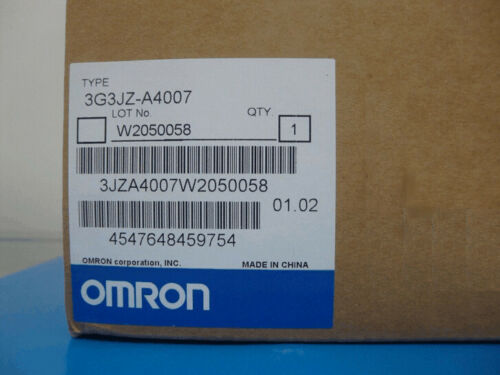 TYPE
3G3JZ-A4007
LOT No. QTY
W2050058 1
3JZA4007W2050058
01.02
4547648459754
OMRON corporation, INC. MADE IN CHINA
OMRON